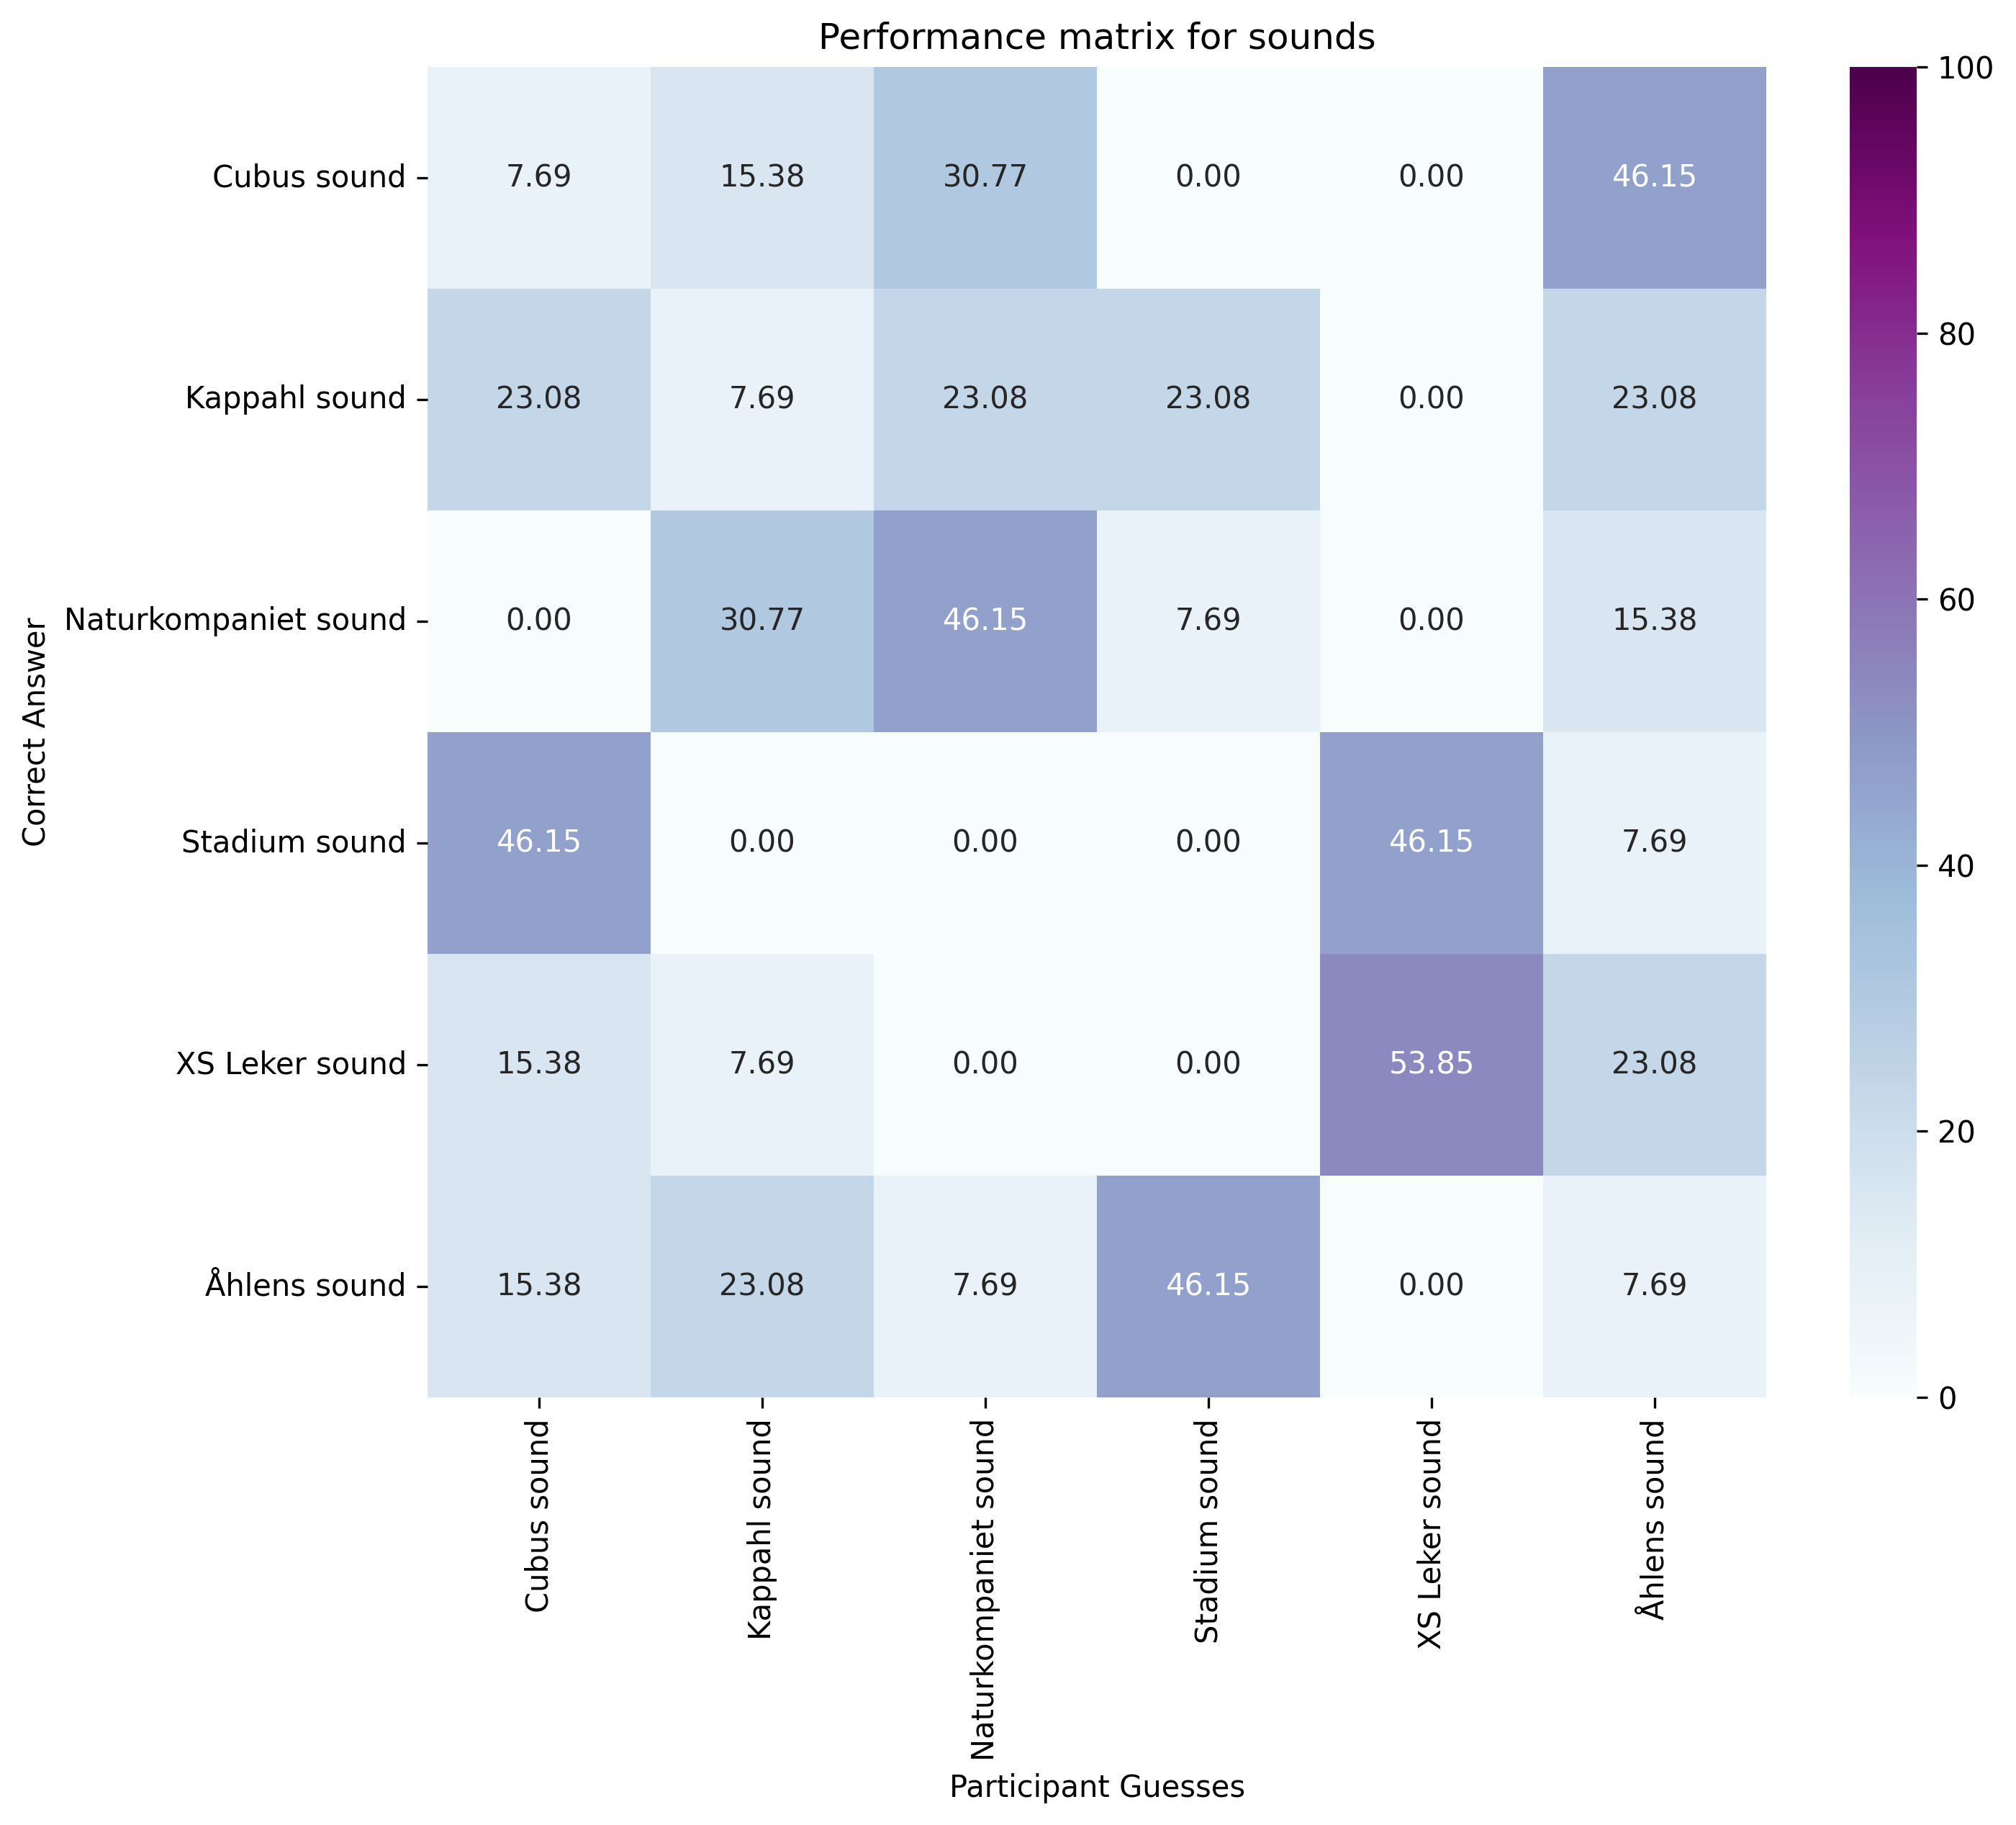 Performance matrix for sounds
Correct Answer
Cubus sound 7.69 15.38 30.77 0.00 0.00 46.15
Kappahl sound 23.08 7.69 23.08 23.08 0.00 23.08
Naturkompaniet sound 0.00 30.77 46.15 7.69 0.00 15.38
Stadium sound 46.15 0.00 0.00 0.00 46.15 7.69
XS Leker sound 15.38 7.69 0.00 0.00 53.85 23.08
Åhlens sound 15.38 23.08 7.69 46.15 0.00 7.69
Cubus sound
Kappahl sound
Naturkompaniet sound
Stadium sound
XS Leker sound
Åhlens sound
Participant Guesses
100
80
60
40
20
0